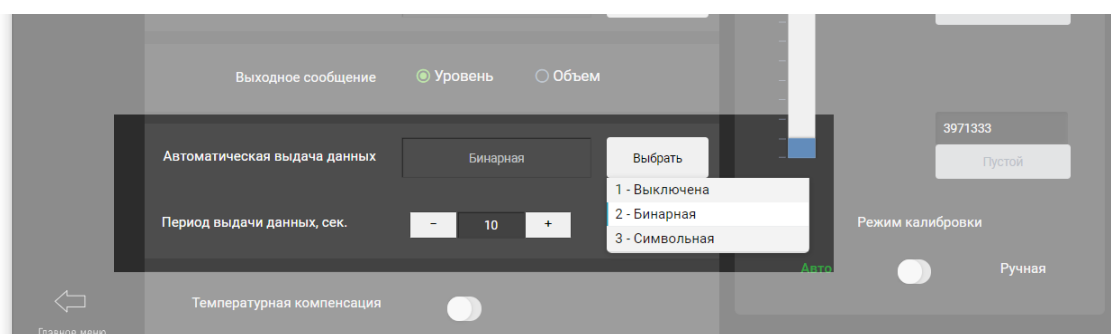 Выходное сообщение
Уровень
Объем
3971333
Автоматическая выдача данных
Бинарная
Выбрать
Пустой
1 - Выключена
2 - Бинарная
3 - Символьная
Период выдачи данных, сек.
-
10
+
Режим калибровки
Авто
Ручная
Температурная компенсация
Главное меню